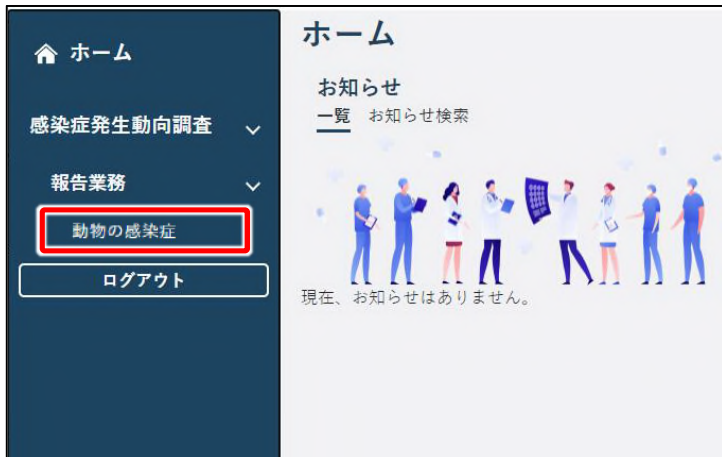 ホーム
感染症発生動向調査
報告業務
動物の感染症
ログアウト
ホーム
お知らせ
一覧 お知らせ検索
現在、お知らせはありません。